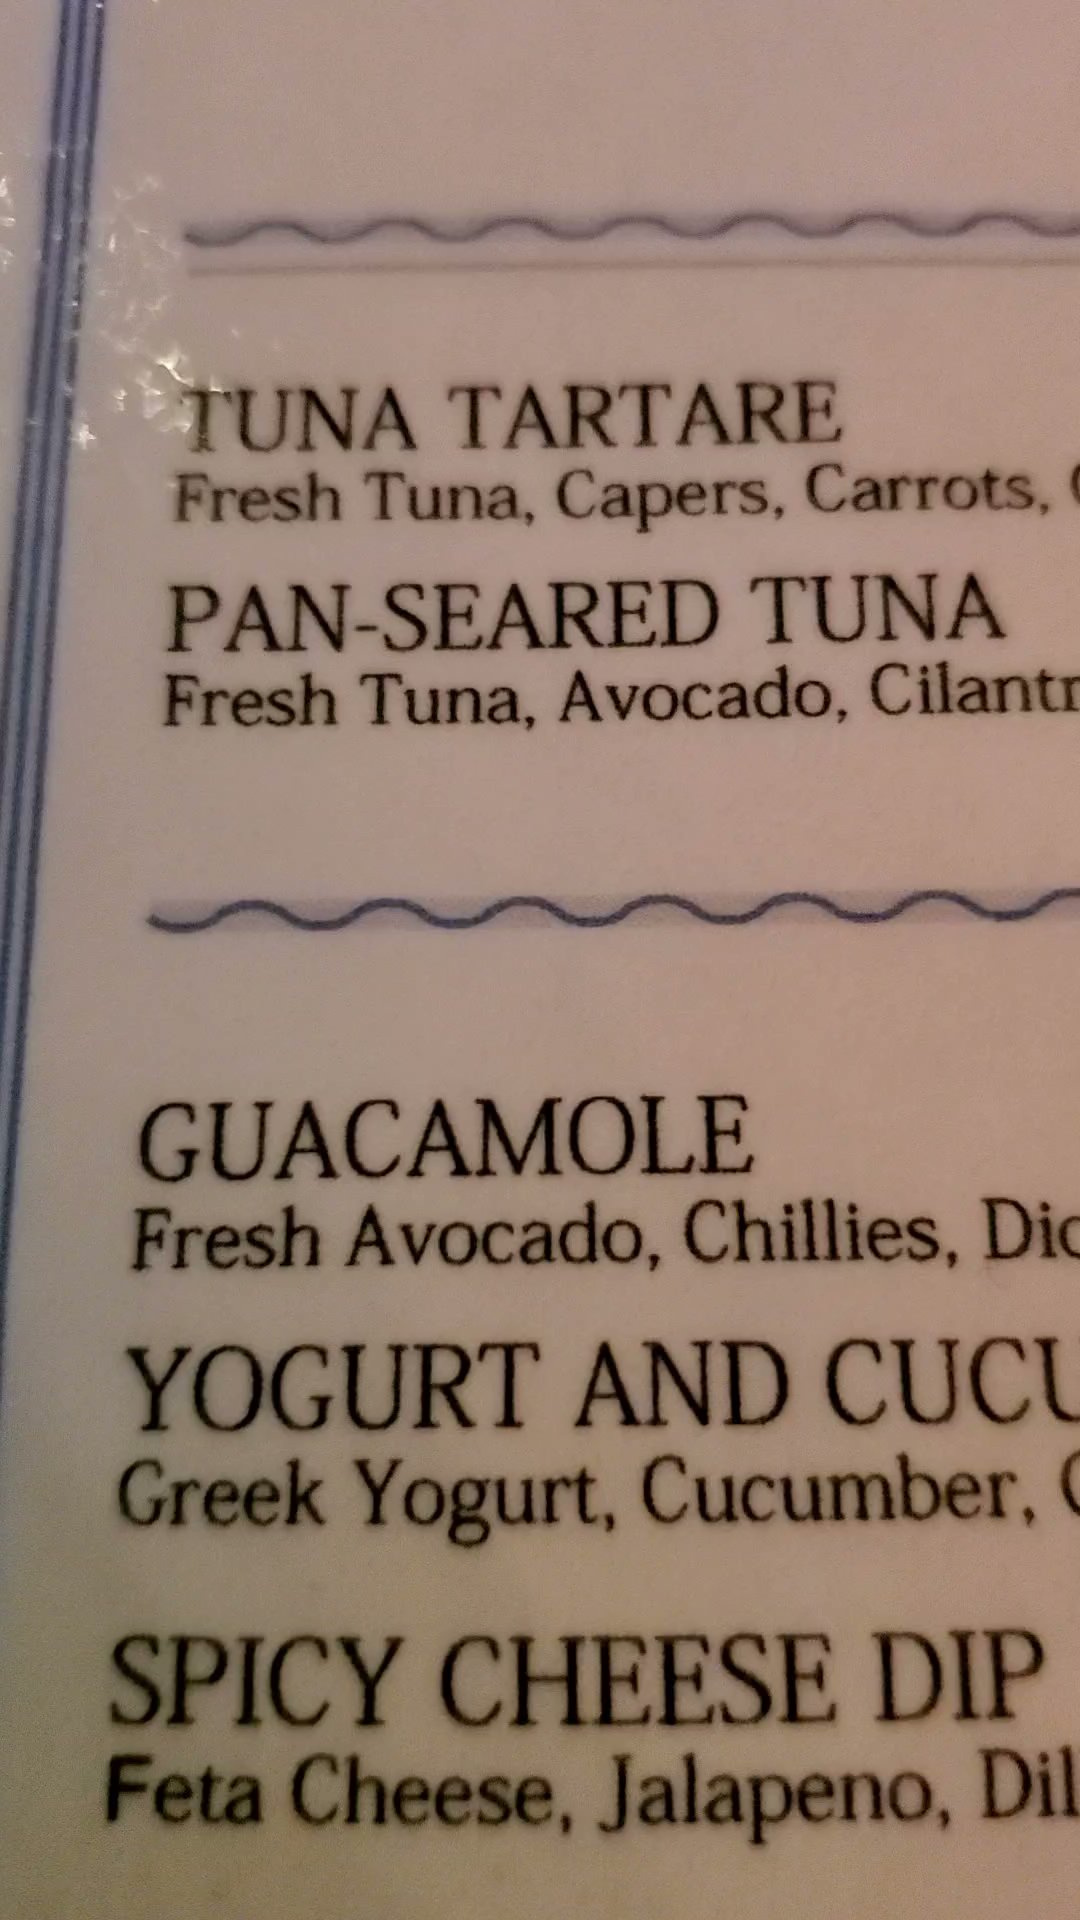 TUNA TARTARE
Fresh Tuna, Capers, Carrots,
PAN-SEARED TUNA
Fresh Tuna, Avocado,
GUACAMOLE
Fresh Avocado, Chillies,
YOGURT AND
Greek Yogurt, Cucumber,
SPICY CHEESE DIP
Feta Cheese, Jalapeno,